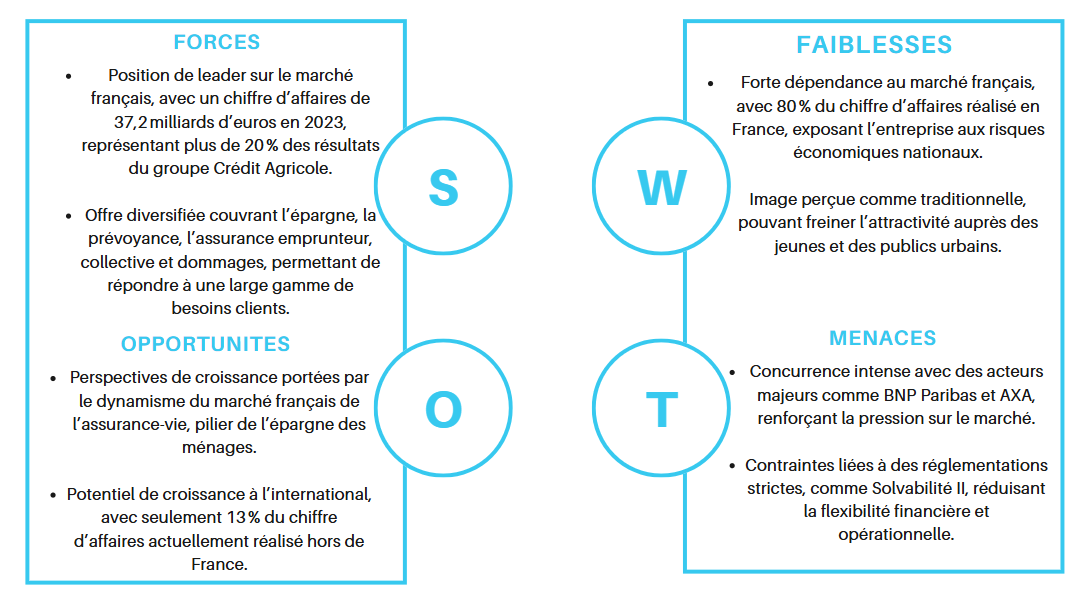 FORCES
• Position de leader sur le marché
français, avec un chiffre d’affaires de
37,2 milliards d’euros en 2023,
représentant plus de 20 % des résultats
du groupe Crédit Agricole.
• Offre diversifiée couvrant l’épargne, la
prévoyance, l’assurance emprunteur,
collective et dommages, permettant de
répondre à une large gamme de
besoins clients.
S
OPPORTUNITES
• Perspectives de croissance portées par
le dynamisme du marché français de
l’assurance-vie, pilier de l’épargne des
ménages.
• Potentiel de croissance à l’international,
avec seulement 13 % du chiffre
d’affaires actuellement réalisé hors de
France.
O
FAIBLESSES
• Forte dépendance au marché français,
avec 80 % du chiffre d’affaires réalisé en
France, exposant l’entreprise aux risques
économiques nationaux.
Image perçue comme traditionnelle,
pouvant freiner l’attractivité auprès des
jeunes et des publics urbains.
W
MENACES
• Concurrence intense avec des acteurs
majeurs comme BNP Paribas et AXA,
renforçant la pression sur le marché.
• Contraintes liées à des réglementations
strictes, comme Solvabilité II, réduisant
la flexibilité financière et
opérationnelle.
T